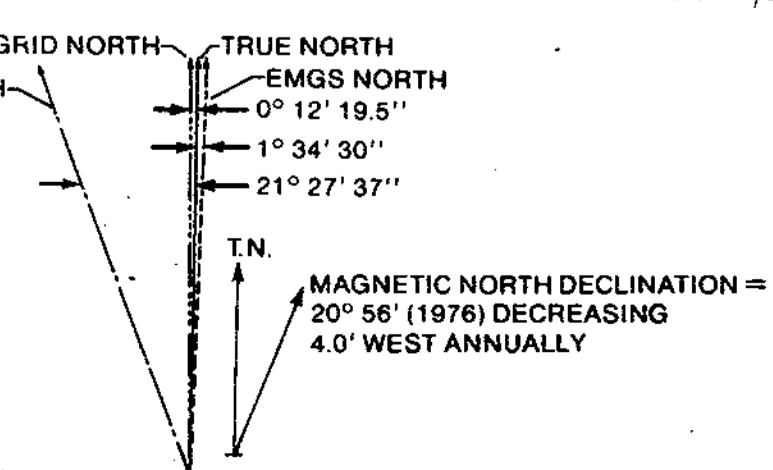 GRID NORTH
TRUE NORTH
EMGS NORTH
0° 12' 19.5"
1° 34' 30"
21° 27' 37"
T.N.
MAGNETIC NORTH DECLINATION =
20° 56' (1976) DECREASING
4.0' WEST ANNUALLY